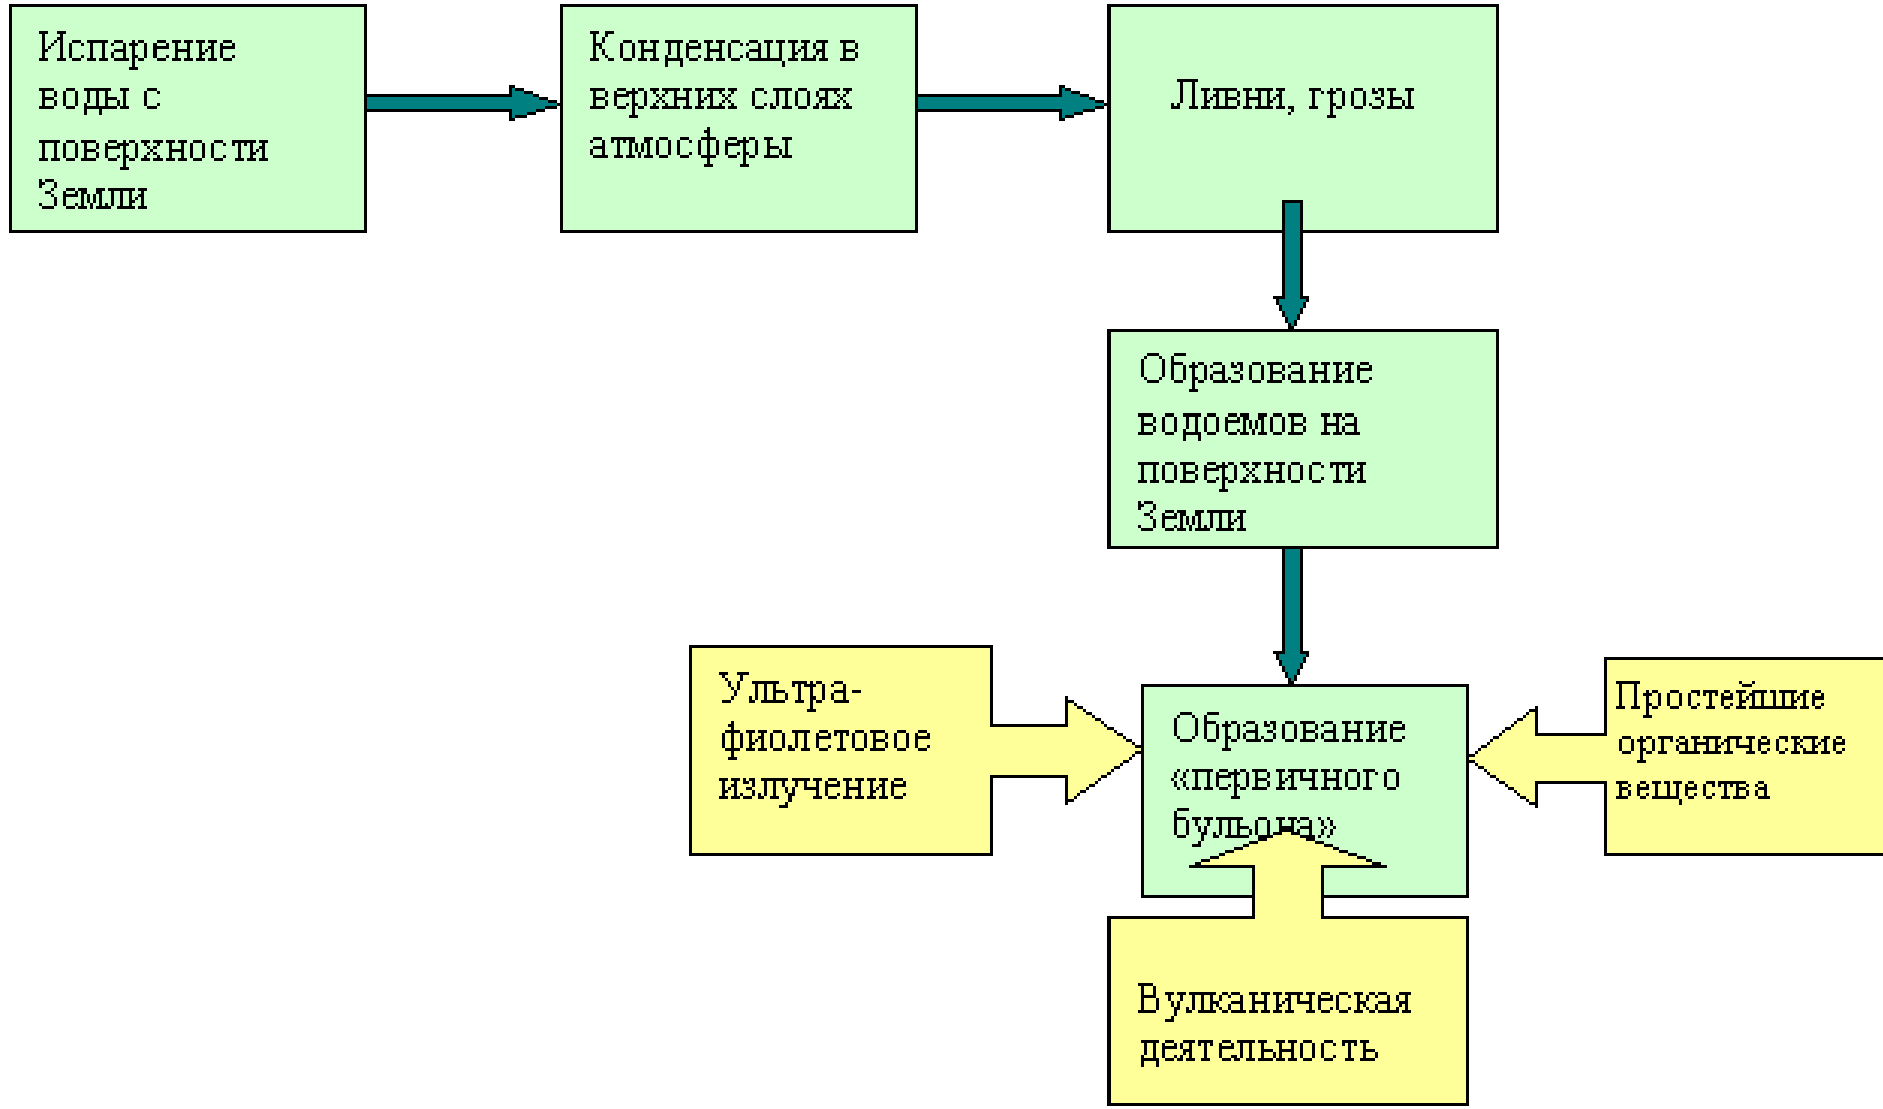 Испарение
воды с
поверхности
Земли
Конденсация в
верхних слоях
атмосферы
Ливни, грозы
Образование
водоемов на
поверхности
Земли
Ультра-
фиолетовое
излучение
Образование
«первичного
бульона»
Простейшие
органические
вещества
Вулканическая
деятельность